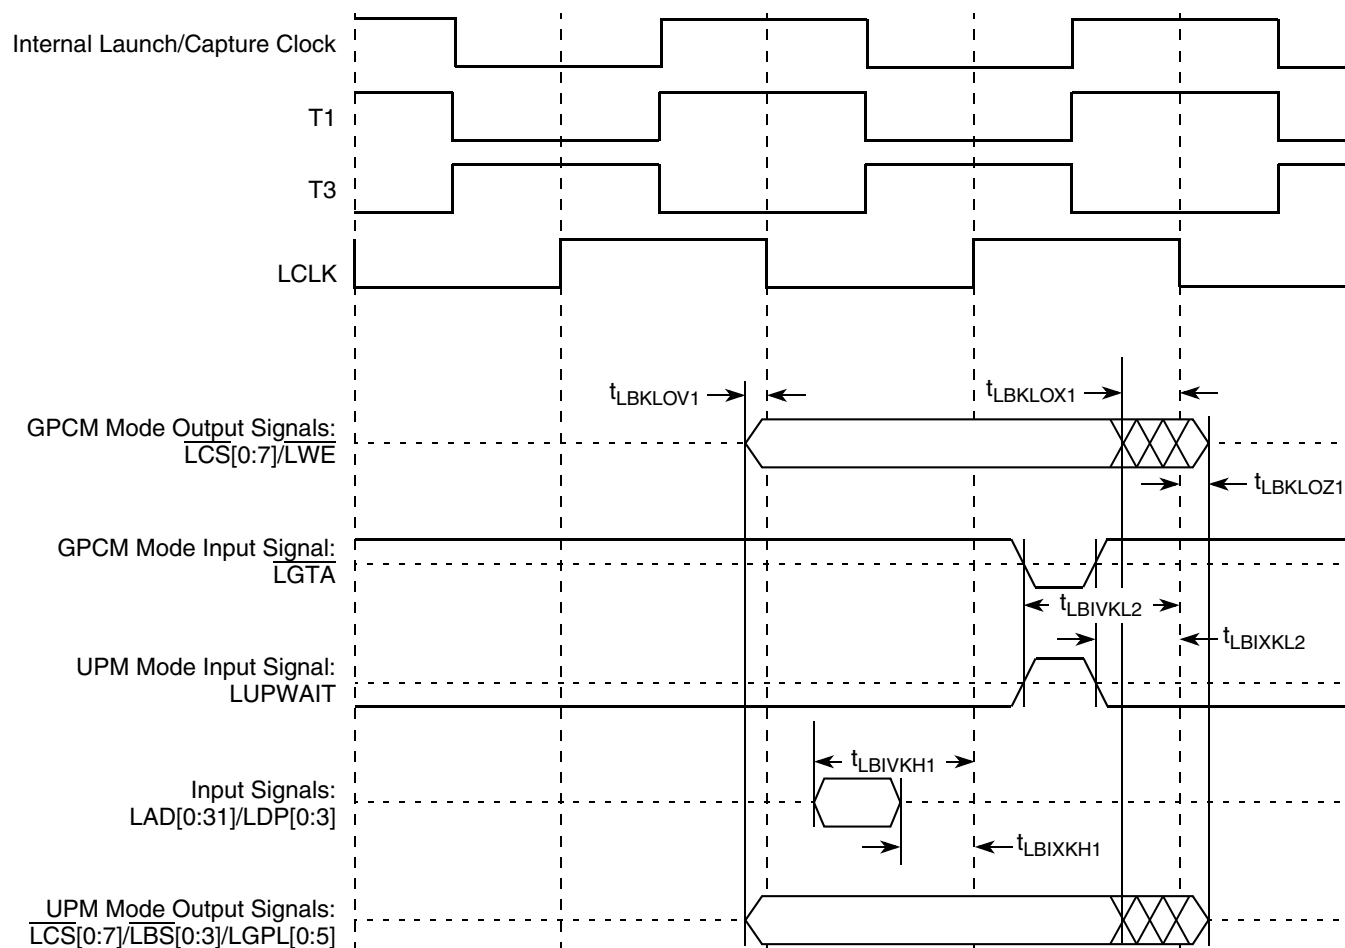 Internal Launch/Capture Clock
T1
T3
LCLK
tLBKLOV1
tLBKLOX1
GPCM Mode Output Signals:
LCS[0:7]/LWE
tLBKLOZ1
GPCM Mode Input Signal:
LGTA
tLBIVKL2
tLBIXKL2
UPM Mode Input Signal:
LUPWAIT
tLBIVKH1
Input Signals:
LAD[0:31]/LDP[0:3]
tLBIXKH1
UPM Mode Output Signals:
LCS[0:7]/LBS[0:3]/LGPL[0:5]